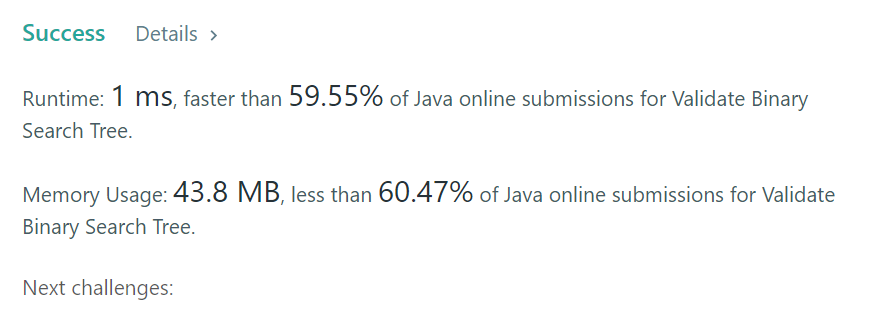 Success Details >
Runtime: 1 ms, faster than 59.55% of Java online submissions for Validate Binary
Search Tree.
Memory Usage: 43.8 MB, less than 60.47% of Java online submissions for Validate
Binary Search Tree.
Next challenges: